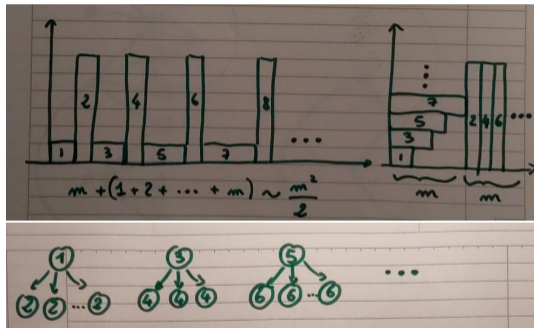 2 4 6 8 ...
1 3 5 7
m + (1 + 2 + ... + m) ~ m²/2
...
7
5
3
1
2 4 6 ...
m m
1 3 5 ...
2 2 ... 2 4 4 4 6 6 ... 6